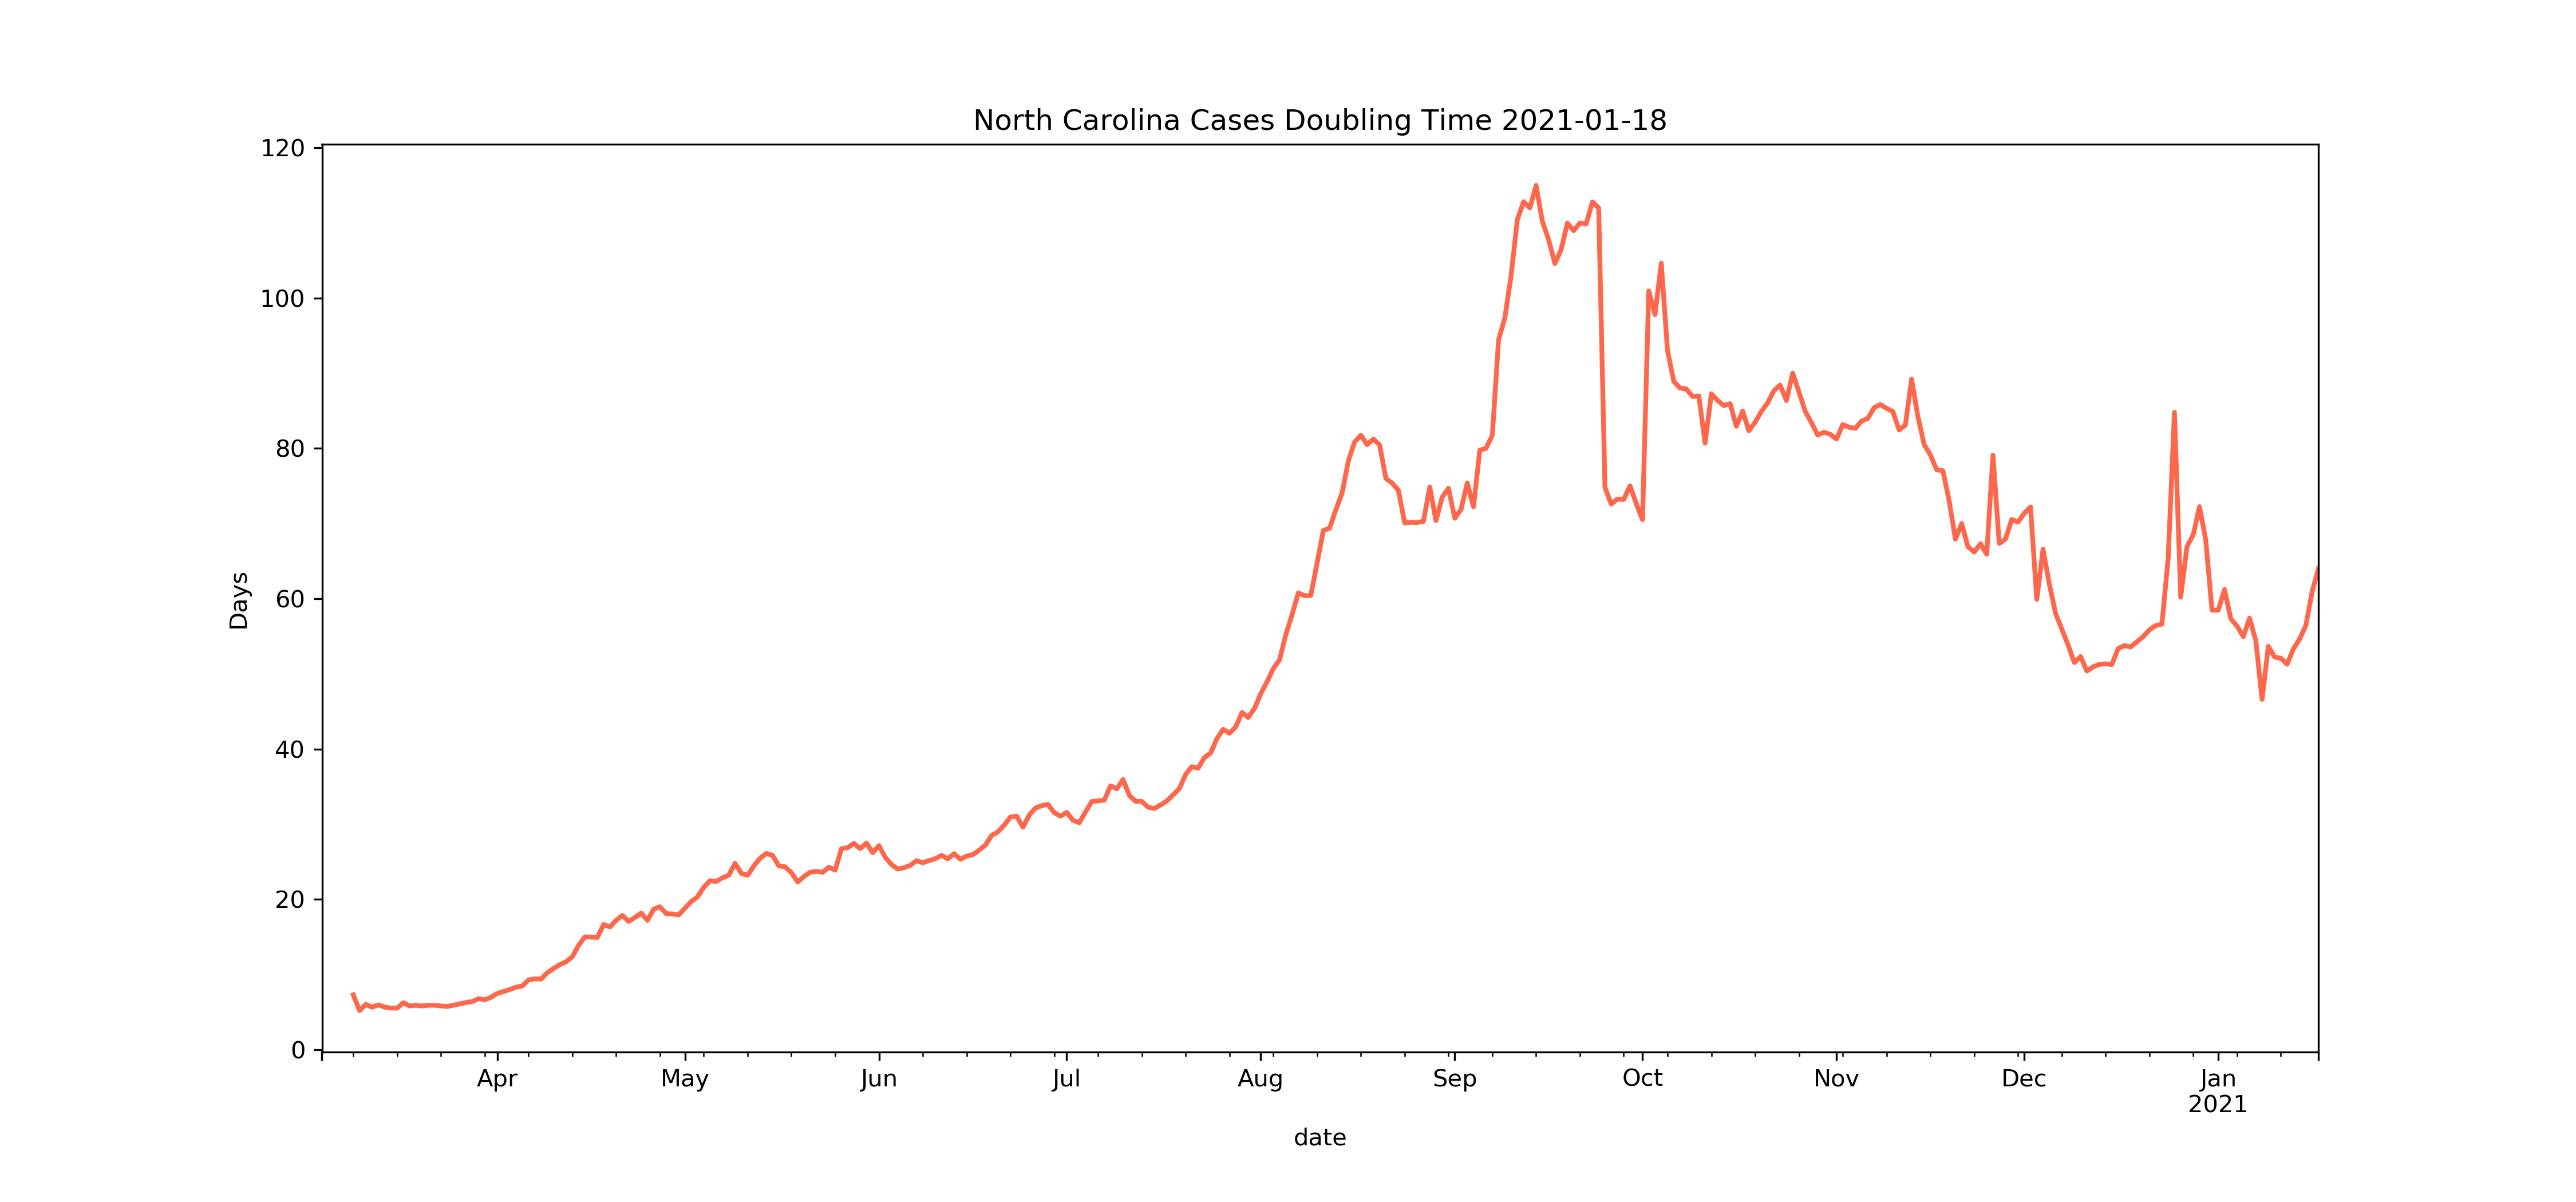 North Carolina Cases Doubling Time 2021-01-18
120
100
80
60
40
20
0
Days
Apr May Jun Jul Aug Sep Oct Nov Dec Jan
2021
date